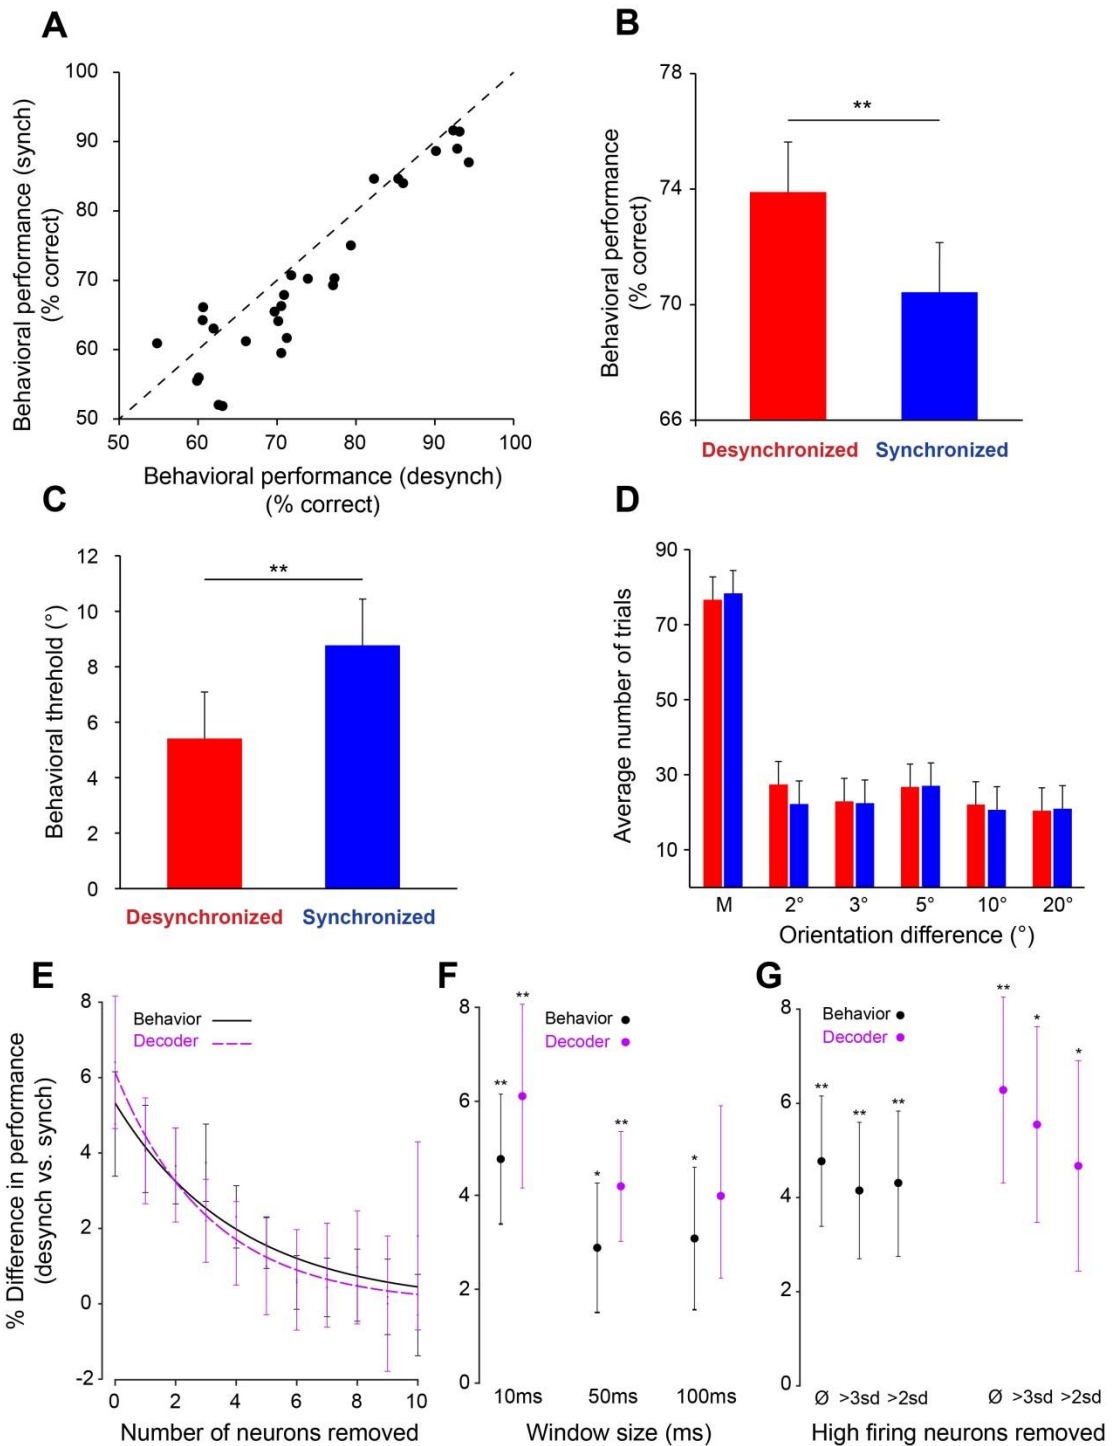 A
Behavioral performance (synch)
(% correct)
100
90
80
70
60
50
50 60 70 80 90 100
Behavioral performance (desynch)
(% correct)
B
Behavioral performance
(% correct)
78
74
70
66
**
Desynchronized Synchronized
C
Behavioral threhold (°)
12
10
8
6
4
2
0
**
Desynchronized Synchronized
D
Average number of trials
90
70
50
30
10
M 2° 3° 5° 10° 20°
Orientation difference (°)
E
% Difference in performance
(desynch vs. synch)
8
6
4
2
0
-2
Behavior
Decoder
0 2 4 6 8 10
Number of neurons removed
F
8
6
4
2
0
Behavior
Decoder
** ** * ** *
10ms 50ms 100ms
Window size (ms)
G
8
6
4
2
0
Behavior
Decoder
** ** ** ** * *
Ø >3sd >2sd Ø >3sd >2sd
High firing neurons removed